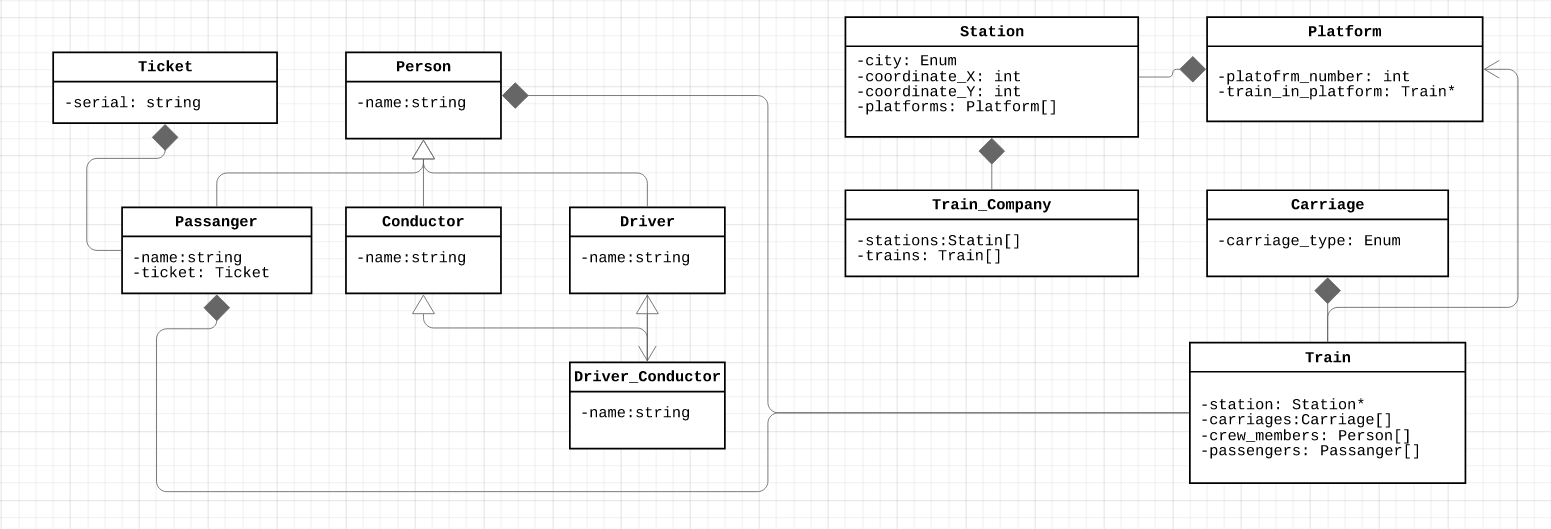 Ticket
-serial: string
Person
-name:string
Station
-city: Enum
-coordinate_X: int
-coordinate_Y: int
-platforms: Platform[]
Platform
-platofrm_number: int
-train_in_platform: Train*
Passanger
-name:string
-ticket: Ticket
Conductor
-name:string
Driver
-name:string
Train_Company
-stations:Statin[]
-trains: Train[]
Carriage
-carriage_type: Enum
Driver_Conductor
-name:string
Train
-station: Station*
-carriages:Carriage[]
-crew_members: Person[]
-passengers: Passanger[]